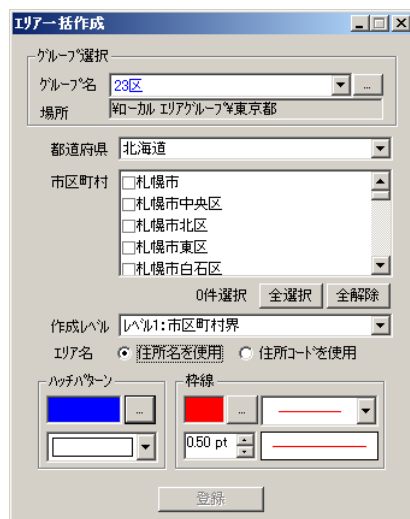 エリア一括作成
グループ選択
グループ名 23区 ...
場所 ¥ローカル エリアグループ¥東京都
都道府県 北海道
市区町村 札幌市
札幌市中央区
札幌市北区
札幌市東区
札幌市白石区
0件選択 全選択 全解除
作成レベル レベル1:市区町村界
エリア名 住所名を使用 住所コードを使用
ハッチパターン 枠線
... ...
0.50 pt
登録